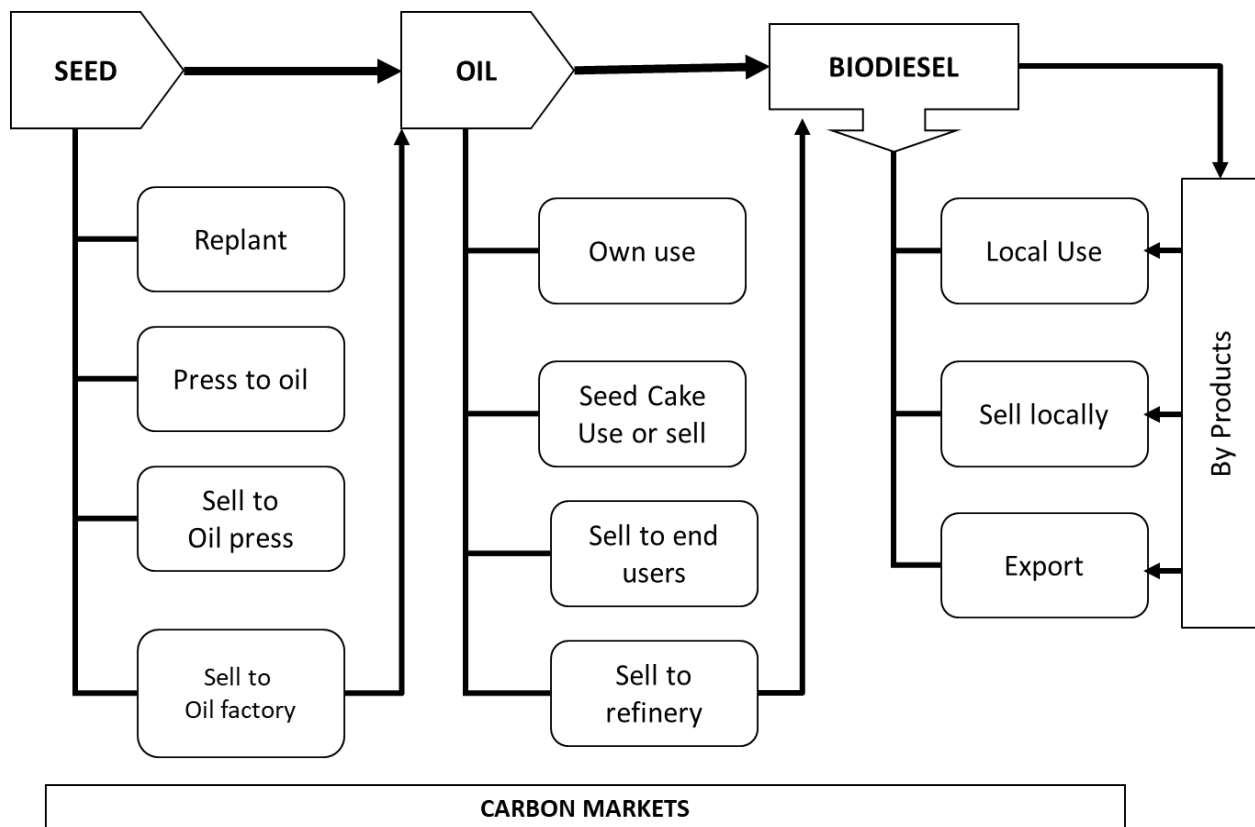 SEED
OIL
BIODIESEL
Replant
Press to oil
Sell to
Oil press
Sell to
Oil factory
Own use
Seed Cake
Use or sell
Sell to end
users
Sell to
refinery
Local Use
Sell locally
Export
By Products
CARBON MARKETS